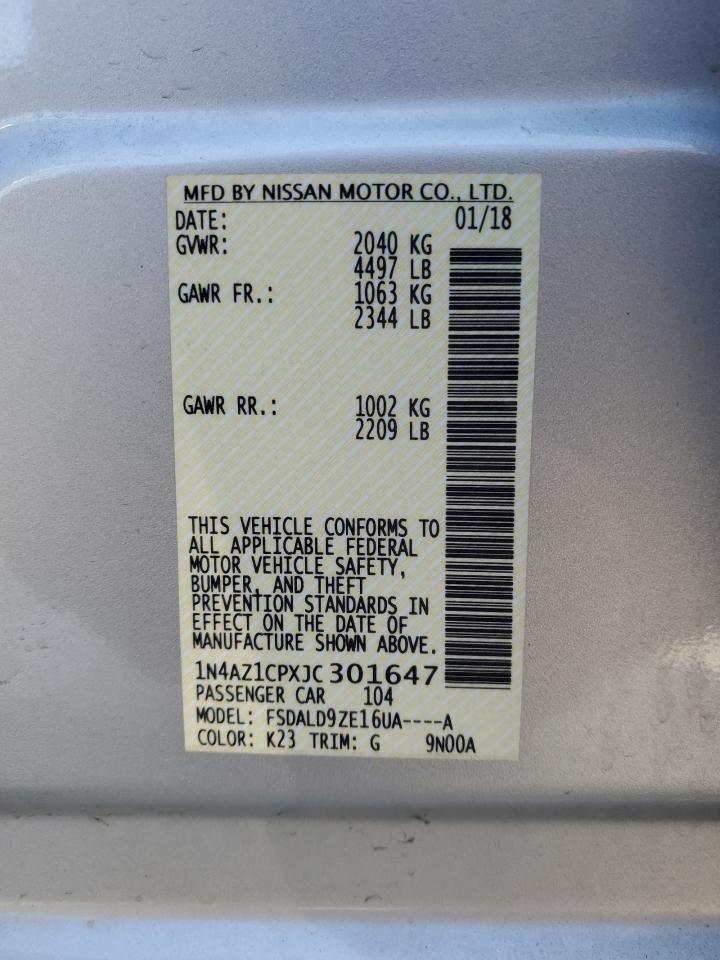 MFD BY NISSAN MOTOR CO., LTD.
DATE: 01/18
GVWR: 2040 KG
4497 LB
GAWR FR.: 1063 KG
2344 LB
GAWR RR.: 1002 KG
2209 LB
THIS VEHICLE CONFORMS TO
ALL APPLICABLE FEDERAL
MOTOR VEHICLE SAFETY,
BUMPER, AND THEFT
PREVENTION STANDARDS IN
EFFECT ON THE DATE OF
MANUFACTURE SHOWN ABOVE.
1N4AZ1CPXJC301647
PASSENGER CAR 104
MODEL: FSDALD9ZE16UA----A
COLOR: K23 TRIM: G 9N00A